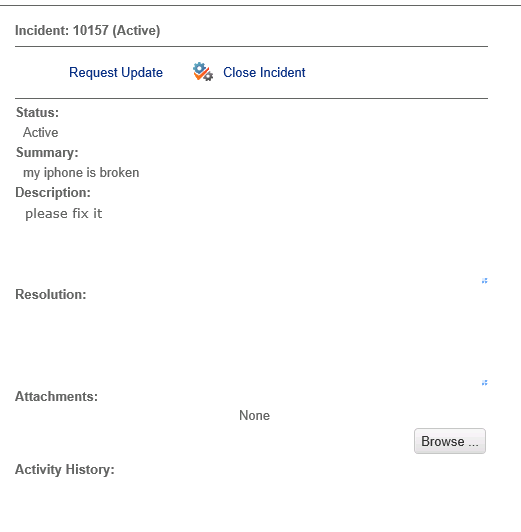 Incident: 10157 (Active)
Request Update Close Incident
Status:
Active
Summary:
my iphone is broken
Description:
please fix it
Resolution:
Attachments:
None
Browse ...
Activity History: